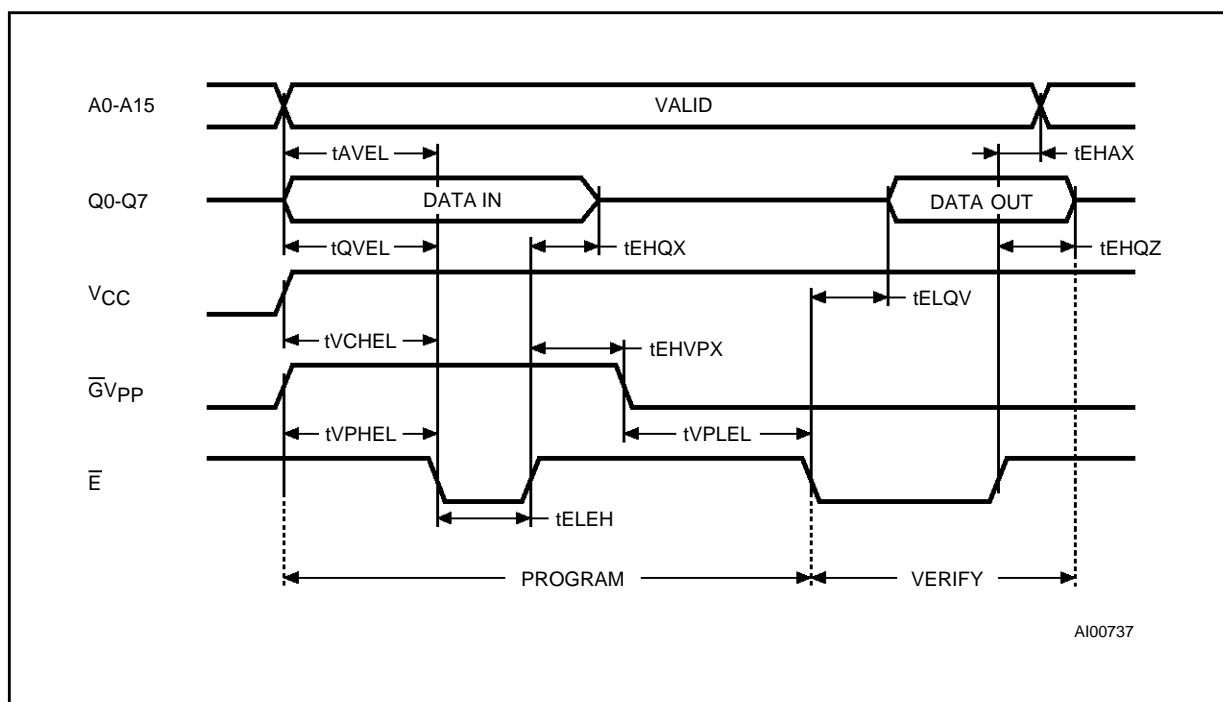 A0-A15
VALID
tAVEL
tEHAX
Q0-Q7
DATA IN
DATA OUT
tQVEL
tEHQX
tEHQZ
VCC
tELQV
tVCHEL
tEHVPX
G̅VPP
tVPHEL
tVPLEL
E̅
tELEH
PROGRAM
VERIFY
AI00737